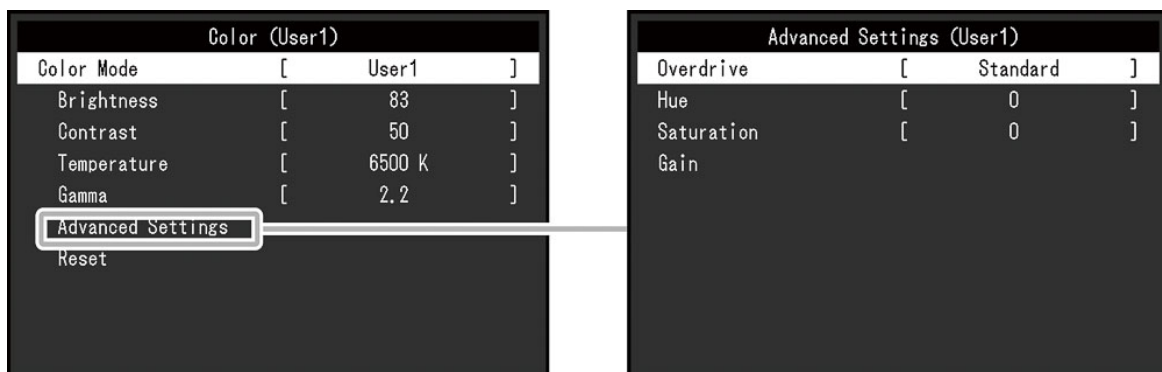 Color (User1)
Color Mode [ User1 ]
Brightness [ 83 ]
Contrast [ 50 ]
Temperature [ 6500 K ]
Gamma [ 2.2 ]
Advanced Settings
Reset
Advanced Settings (User1)
Overdrive [ Standard ]
Hue [ 0 ]
Saturation [ 0 ]
Gain